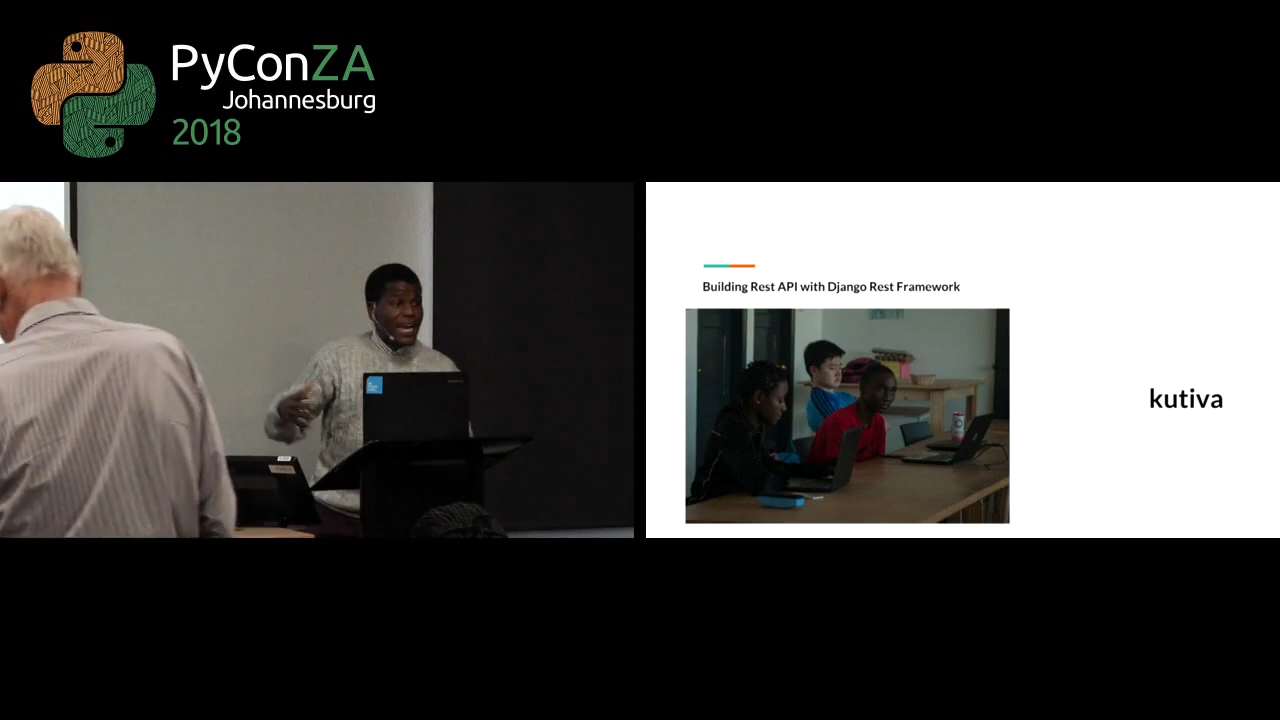 PyConZA
Johannesburg
2018
Building Rest API with Django Rest Framework
kutiva